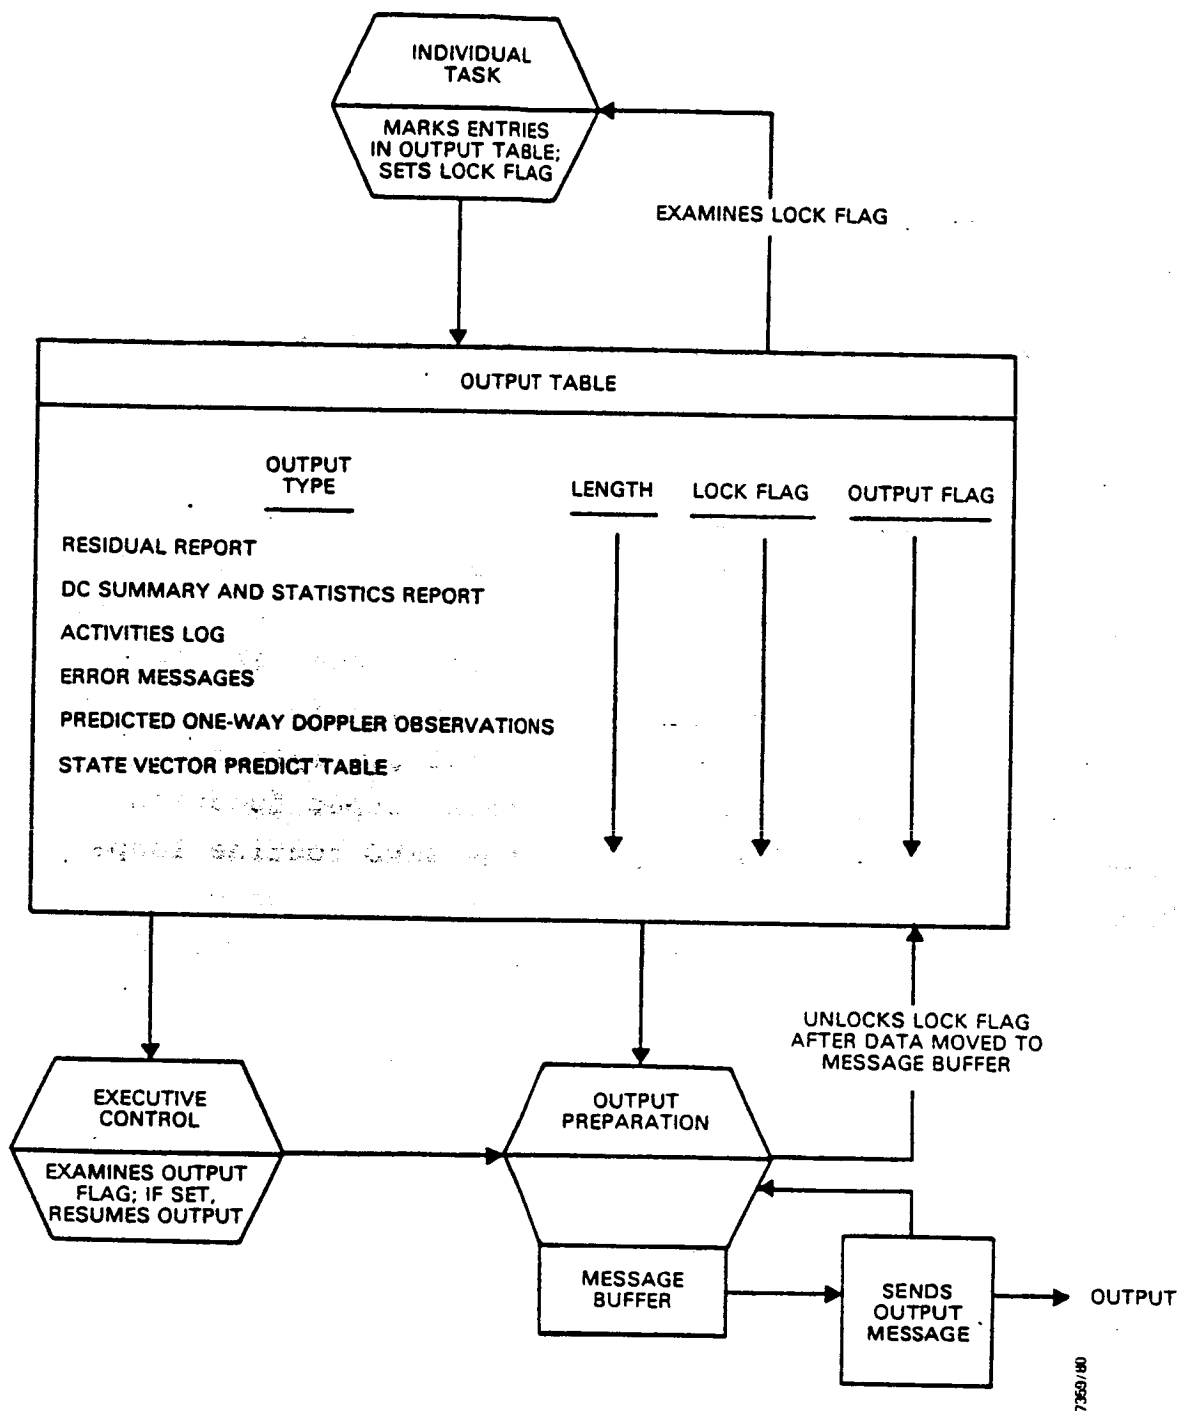 INDIVIDUAL
TASK
MARKS ENTRIES
IN OUTPUT TABLE;
SETS LOCK FLAG
EXAMINES LOCK FLAG
OUTPUT TABLE
OUTPUT
TYPE
LENGTH
LOCK FLAG
OUTPUT FLAG
RESIDUAL REPORT
DC SUMMARY AND STATISTICS REPORT
ACTIVITIES LOG
ERROR MESSAGES
PREDICTED ONE-WAY DOPPLER OBSERVATIONS
STATE VECTOR PREDICT TABLE
UNLOCKS LOCK FLAG
AFTER DATA MOVED TO
MESSAGE BUFFER
EXECUTIVE
CONTROL
EXAMINES OUTPUT
FLAG; IF SET,
RESUMES OUTPUT
OUTPUT
PREPARATION
MESSAGE
BUFFER
SENDS
OUTPUT
MESSAGE
OUTPUT
7369/80